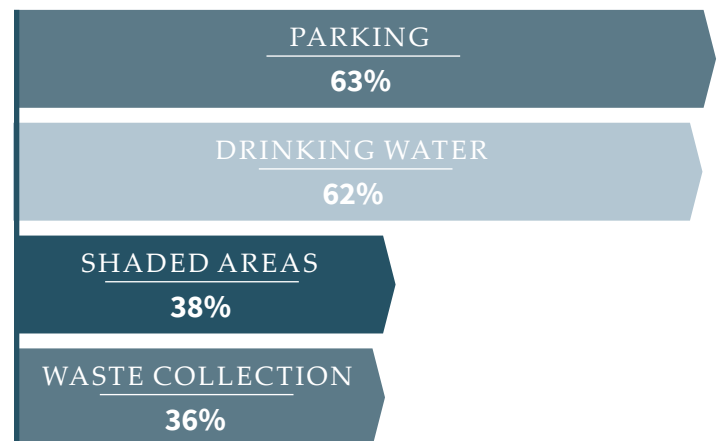 PARKING
63%
DRINKING WATER
62%
SHADED AREAS
38%
WASTE COLLECTION
36%